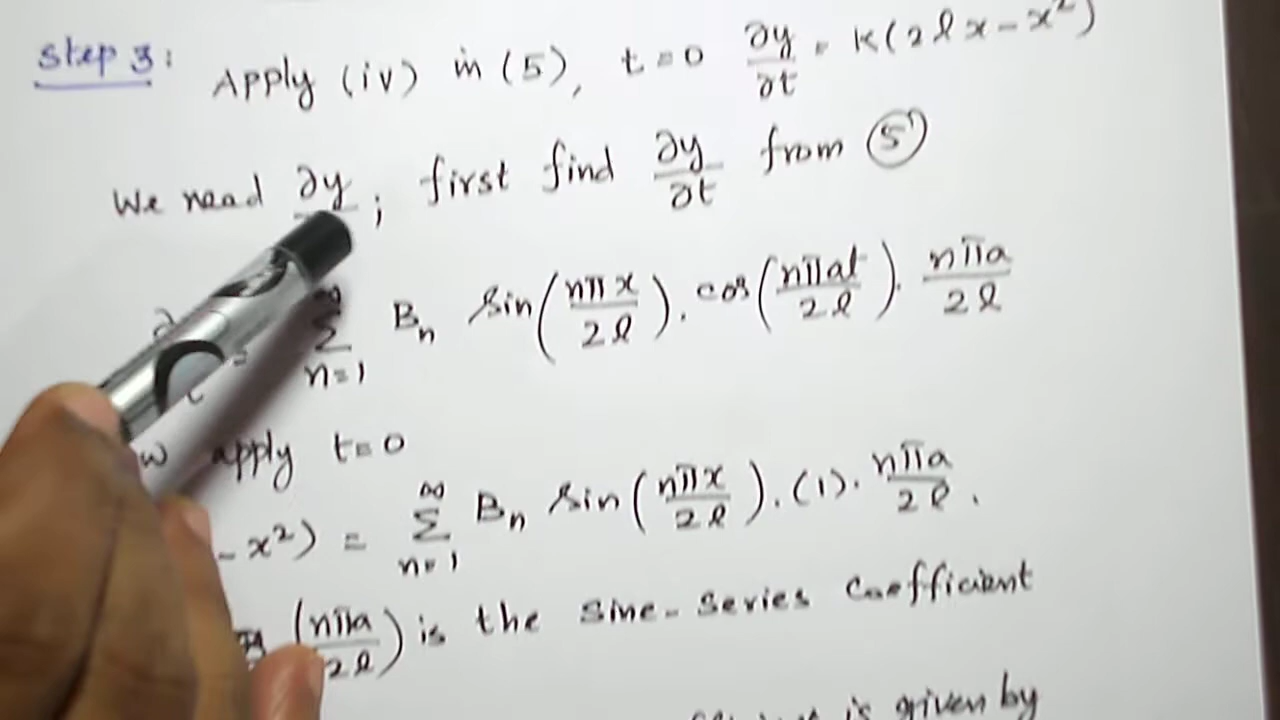 Step 3: Apply (iv) in (5), t=0 ∂y/∂t = K(2lx-x²)
We need ∂y ; first find ∂y/∂t from (5)
= ∞ Σ n=1 Bn sin(nπx/2l). cos(nπat/2l). nπa/2l
apply t=0
-x²) = ∞ Σ n=1 Bn sin(nπx/2l).(1). nπa/2l.
(nπa/2l) is the sine-series coefficient
is given by